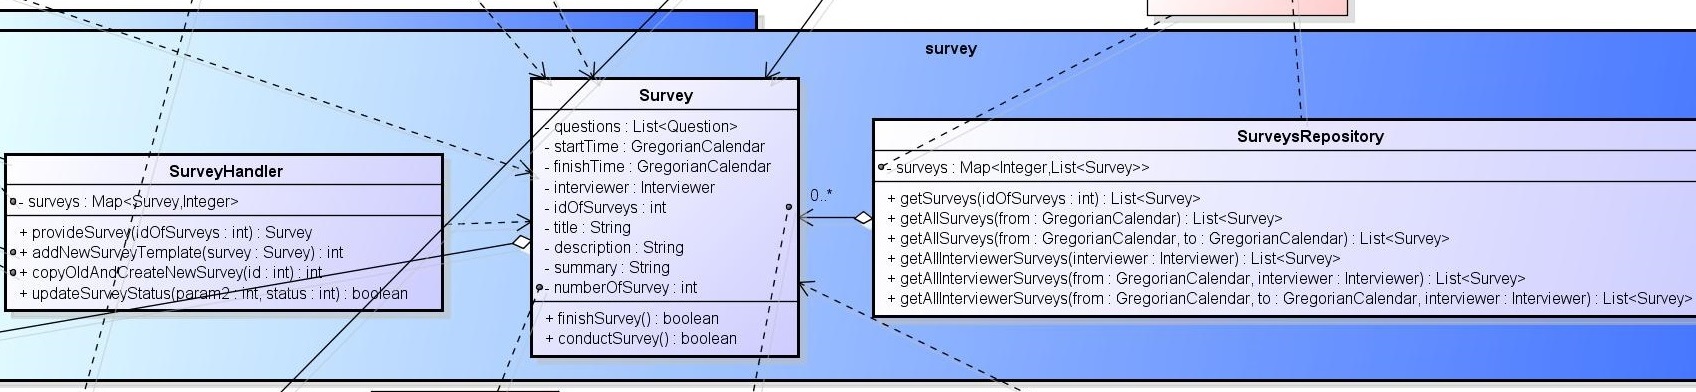 survey
SurveyHandler
- surveys : Map<Survey,Integer>
+ provideSurvey(idOfSurveys : int) : Survey
+ addNewSurveyTemplate(survey : Survey) : int
+ copyOldAndCreateNewSurvey(id : int) : int
+ updateSurveyStatus(param2 : int, status : int) : boolean
Survey
- questions : List<Question>
- startTime : GregorianCalendar
- finishTime : GregorianCalendar
- interviewer : Interviewer
- idOfSurveys : int
- title : String
- description : String
- summary : String
- numberOfSurvey : int
+ finishSurvey() : boolean
+ conductSurvey() : boolean
0..*
SurveysRepository
- surveys : Map<Integer,List<Survey>>
+ getSurveys(idOfSurveys : int) : List<Survey>
+ getAllSurveys(from : GregorianCalendar) : List<Survey>
+ getAllSurveys(from : GregorianCalendar, to : GregorianCalendar) : List<Survey>
+ getAllInterviewerSurveys(interviewer : Interviewer) : List<Survey>
+ getAllInterviewerSurveys(from : GregorianCalendar, interviewer : Interviewer) : List<Survey>
+ getAllInterviewerSurveys(from : GregorianCalendar, to : GregorianCalendar, interviewer : Interviewer) : List<Survey>